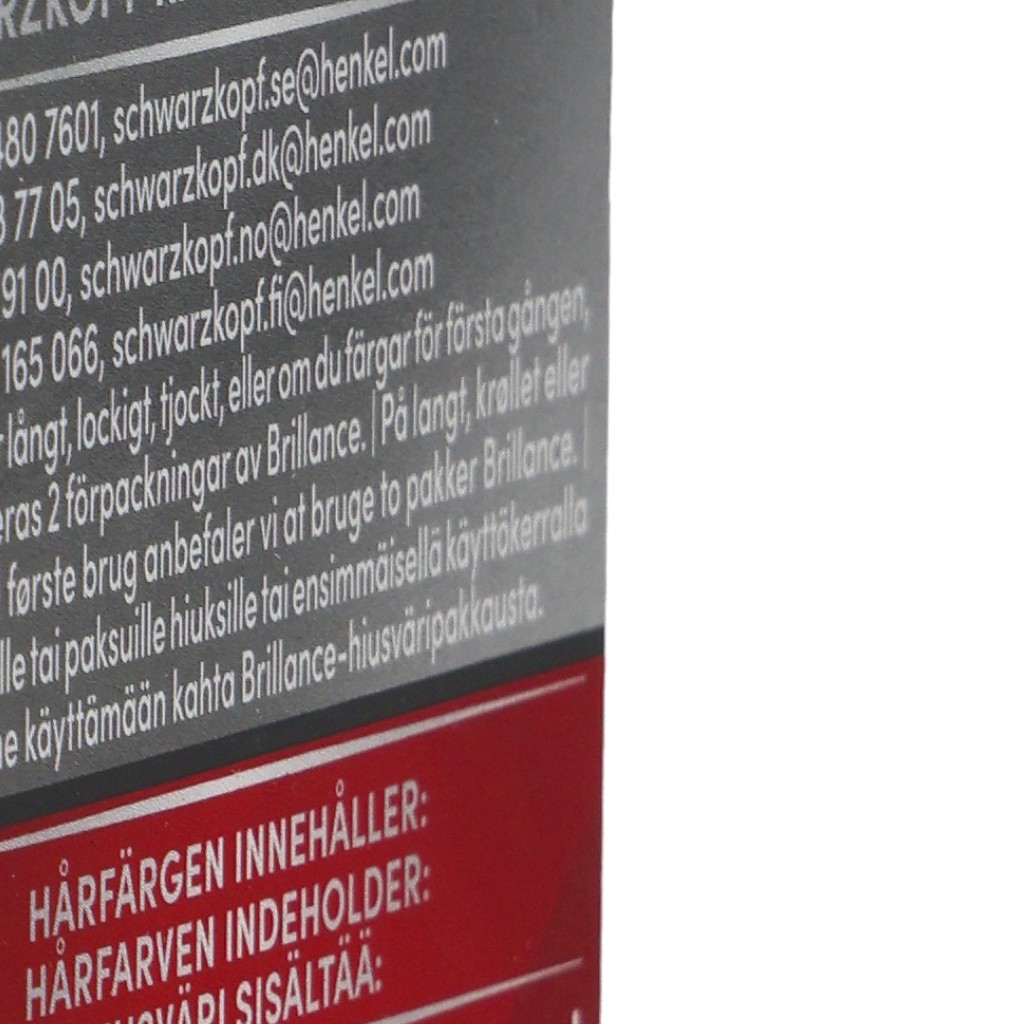 480 7601, schwarzkopf.se@henkel.com
77 05, schwarzkopf.dk@henkel.com
91 00, schwarzkopf.no@henkel.com
165 066, schwarzkopf.fi@henkel.com
långt, lockigt, tjockt, eller om du färgar för första gången,
eras 2 förpackningar av Brillance. | På langt, krøllet eller
første brug anbefaler vi at bruge to pakker Brillance. |
lle tai paksuille hiuksille tai ensimmäisellä käyttökerralla
käyttämään kahta Brillance-hiusväripakkausta.
HÅRFÄRGEN INNEHÅLLER:
HÅRFARVEN INDEHOLDER:
SISÄLTÄÄ: